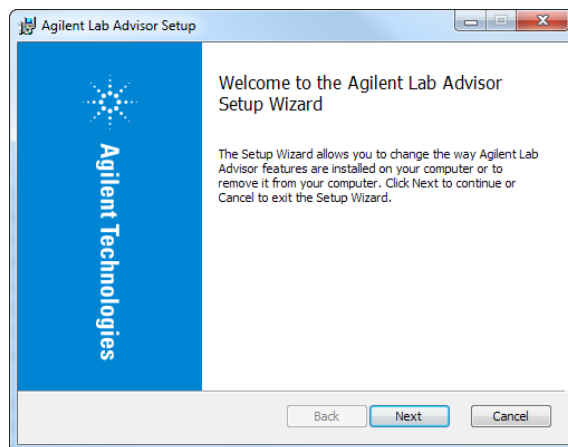 Agilent Lab Advisor Setup
Agilent Technologies
Welcome to the Agilent Lab Advisor
Setup Wizard
The Setup Wizard allows you to change the way Agilent Lab
Advisor features are installed on your computer or to
remove it from your computer. Click Next to continue or
Cancel to exit the Setup Wizard.
Back
Next
Cancel